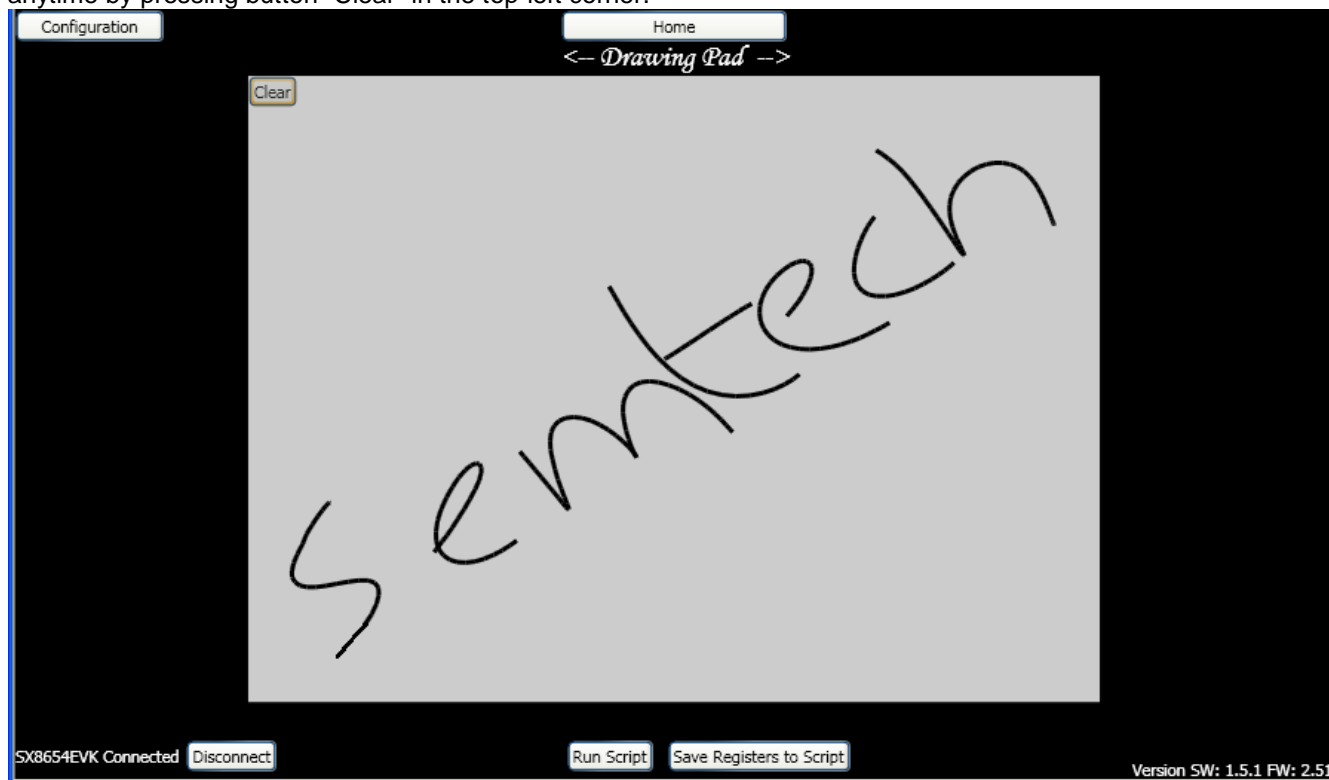 anytime by pressing button "Clear" in the top left corner.
Configuration
Home
<-- Drawing Pad -->
Clear
semtech
SX8654EVK Connected
Disconnect
Run Script
Save Registers to Script
Version SW: 1.5.1 FW: 2.51